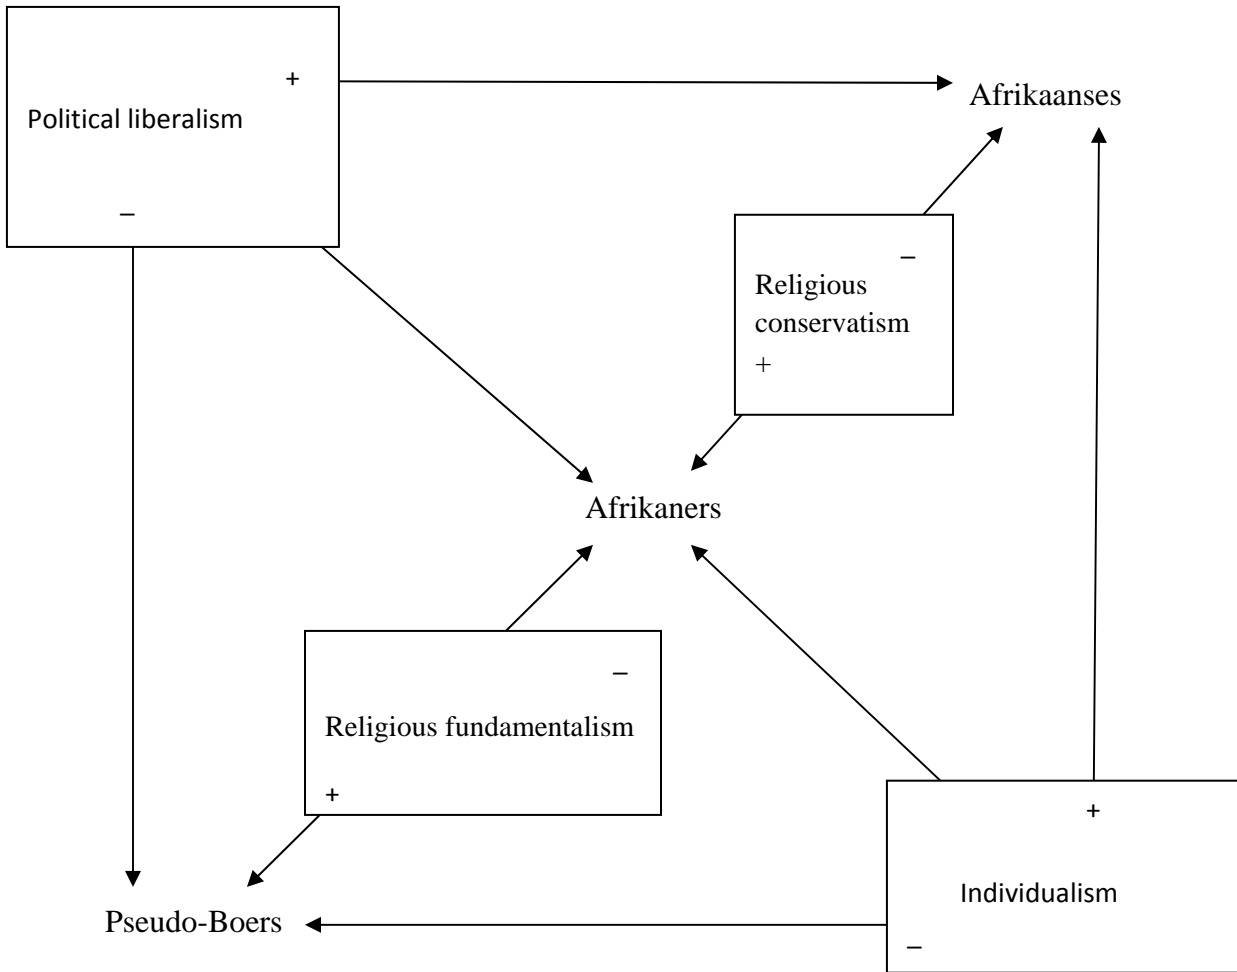 +
Afrikaanses
Political liberalism
–
–
Religious
conservatism
+
Afrikaners
–
Religious fundamentalism
+
+
Individualism
Pseudo-Boers
–